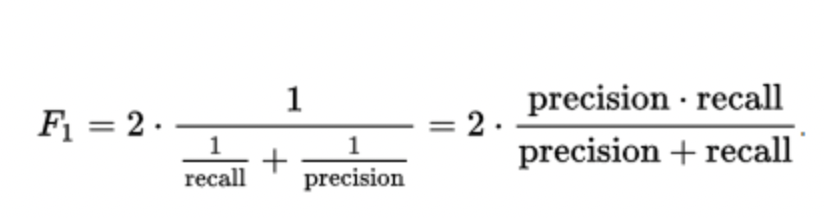 F₁ = 2 · 1 / (1/recall + 1/precision) = 2 · (precision · recall) / (precision + recall).